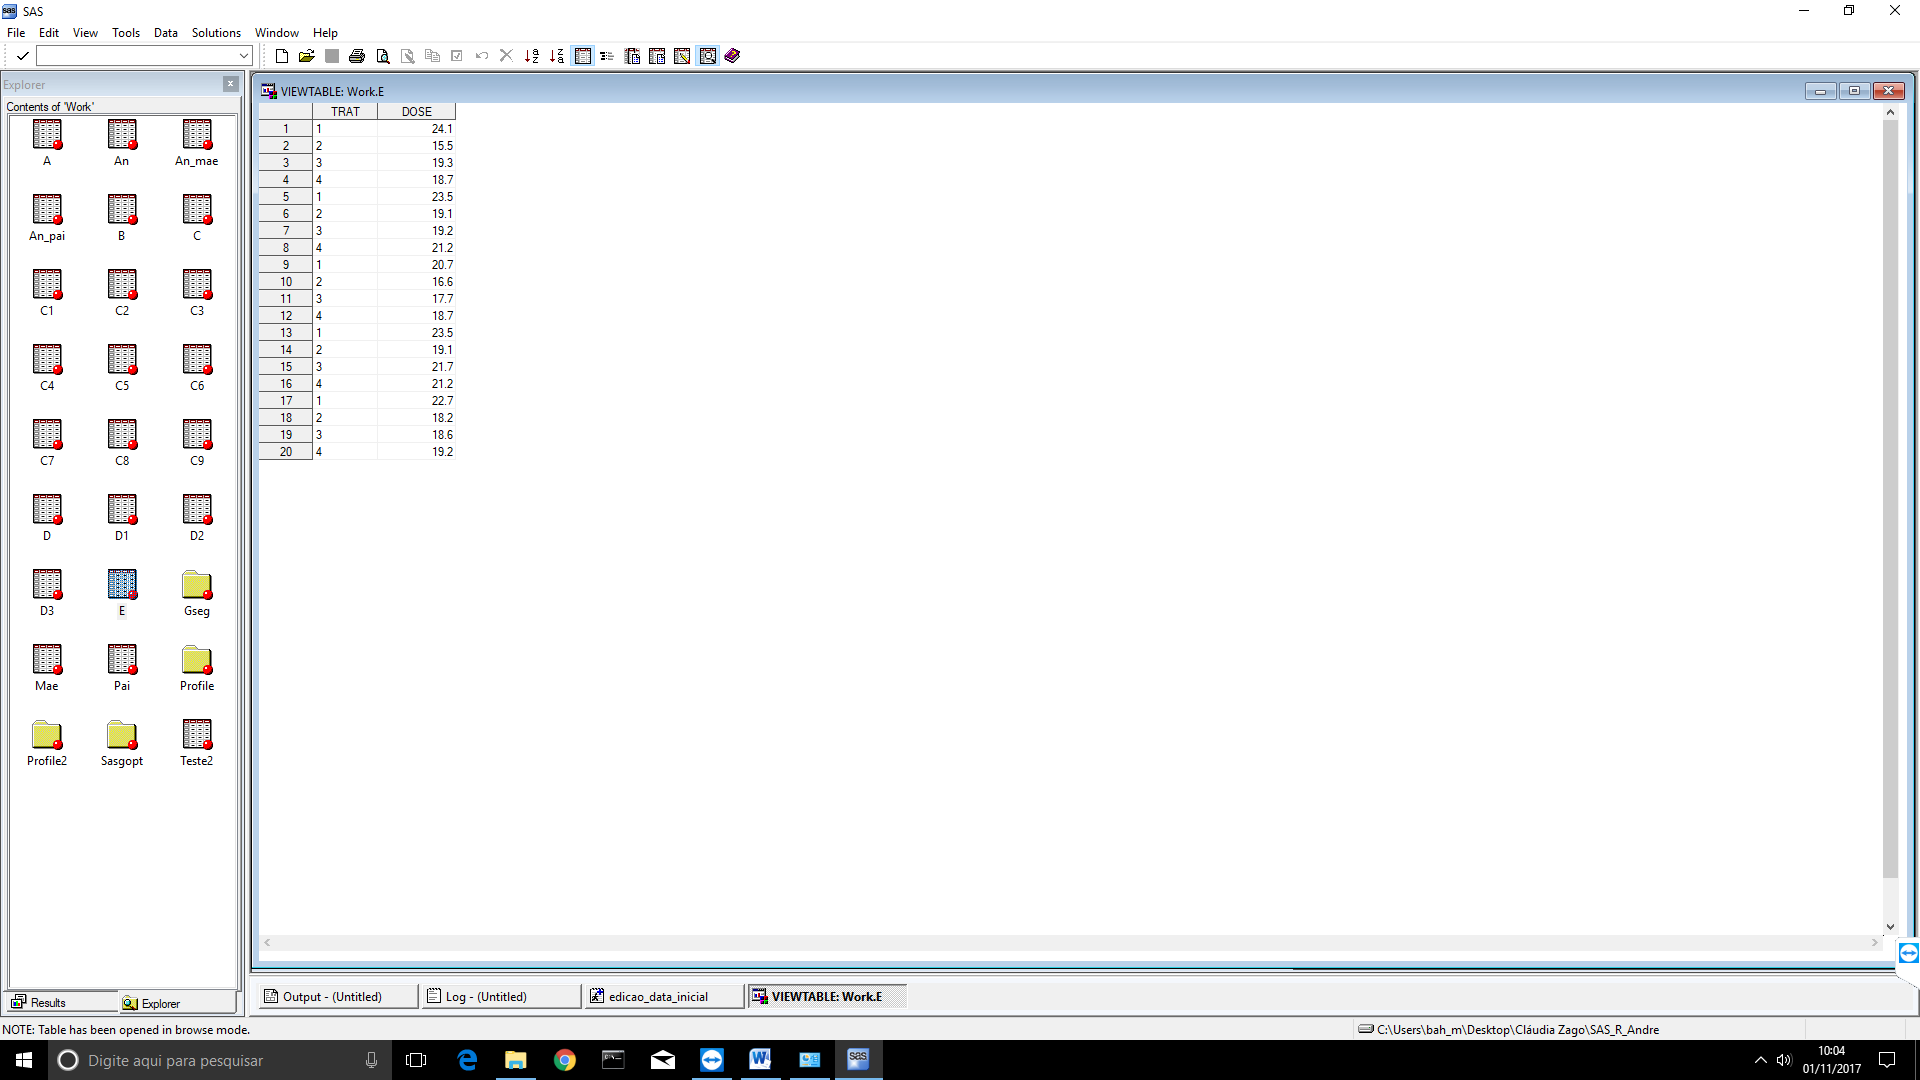 SAS
File Edit View Tools Data Solutions Window Help
Explorer
Contents of 'Work'
A An An_mae
An_pai B C
C1 C2 C3
C4 C5 C6
C7 C8 C9
D D1 D2
D3 E Gseg
Mae Pai Profile
Profile2 Sasgopt Teste2
Results Explorer
VIEWTABLE: Work.E
TRAT DOSE
1 1 24.1
2 2 15.5
3 3 19.3
4 4 18.7
5 1 23.5
6 2 19.1
7 3 19.2
8 4 21.2
9 1 20.7
10 2 16.6
11 3 17.7
12 4 18.7
13 1 23.5
14 2 19.1
15 3 21.7
16 4 21.2
17 1 22.7
18 2 18.2
19 3 18.6
20 4 19.2
Output - (Untitled) Log - (Untitled) edicao_data_inicial VIEWTABLE: Work.E
NOTE: Table has been opened in browse mode. C:\Users\bah_m\Desktop\Cláudia Zago\SAS_R_Andre
Digite aqui para pesquisar
10:04
01/11/2017